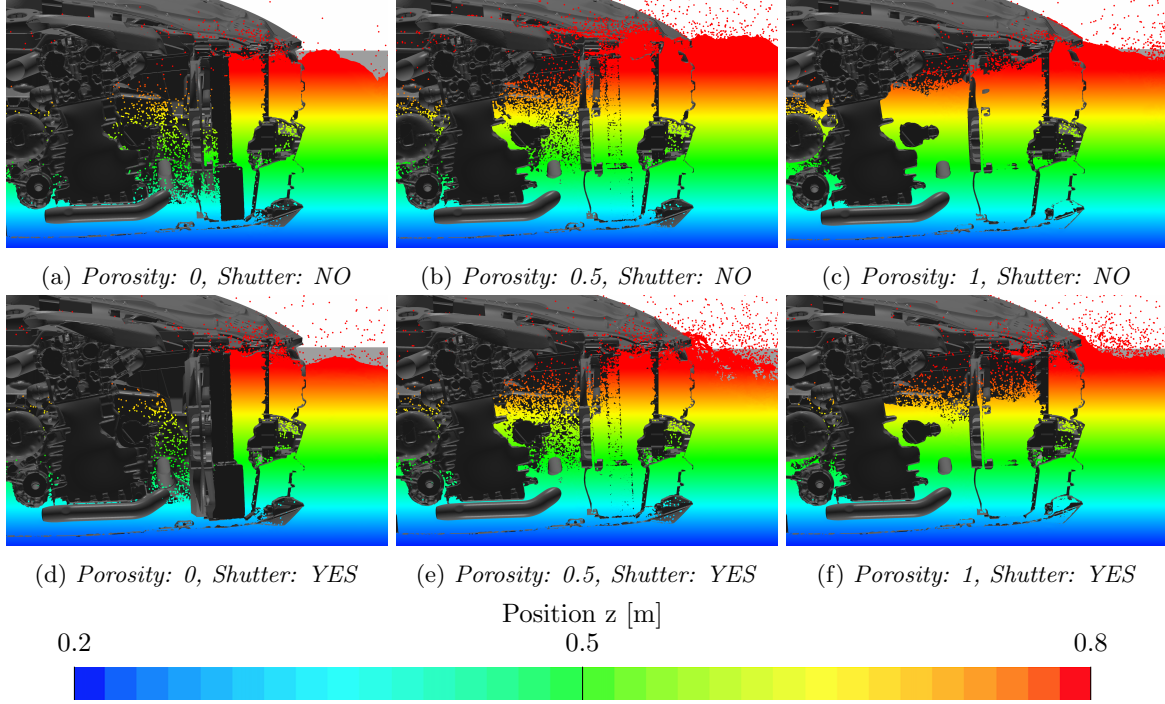 (a) Porosity: 0, Shutter: NO
(b) Porosity: 0.5, Shutter: NO
(c) Porosity: 1, Shutter: NO
(d) Porosity: 0, Shutter: YES
(e) Porosity: 0.5, Shutter: YES
(f) Porosity: 1, Shutter: YES
Position z [m]
0.2 0.5 0.8